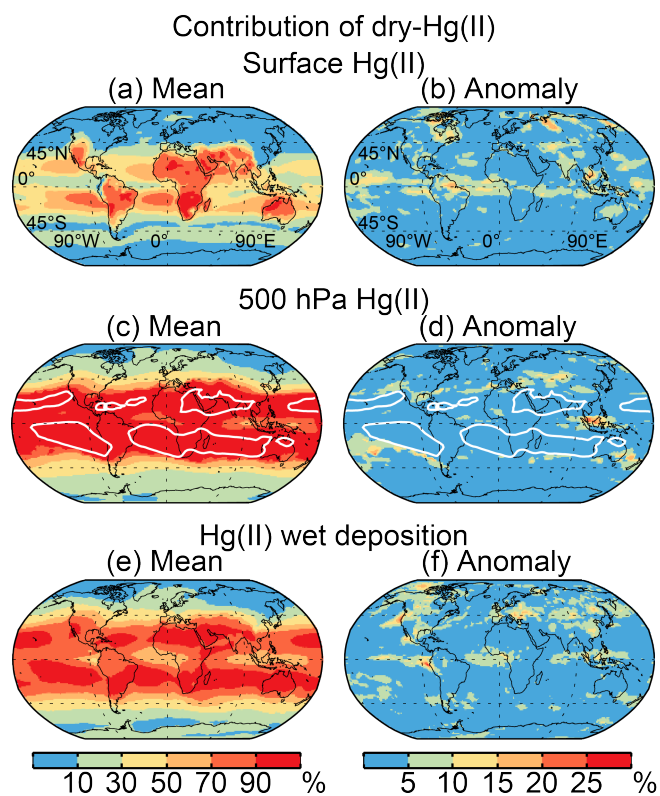 Contribution of dry-Hg(II)
Surface Hg(II)
(a) Mean
(b) Anomaly
45°N
0°
45°S
90°W 0° 90°E
45°N
0°
45°S
90°W 0° 90°E
500 hPa Hg(II)
(c) Mean
(d) Anomaly
Hg(II) wet deposition
(e) Mean
(f) Anomaly
10 30 50 70 90 %
5 10 15 20 25 %